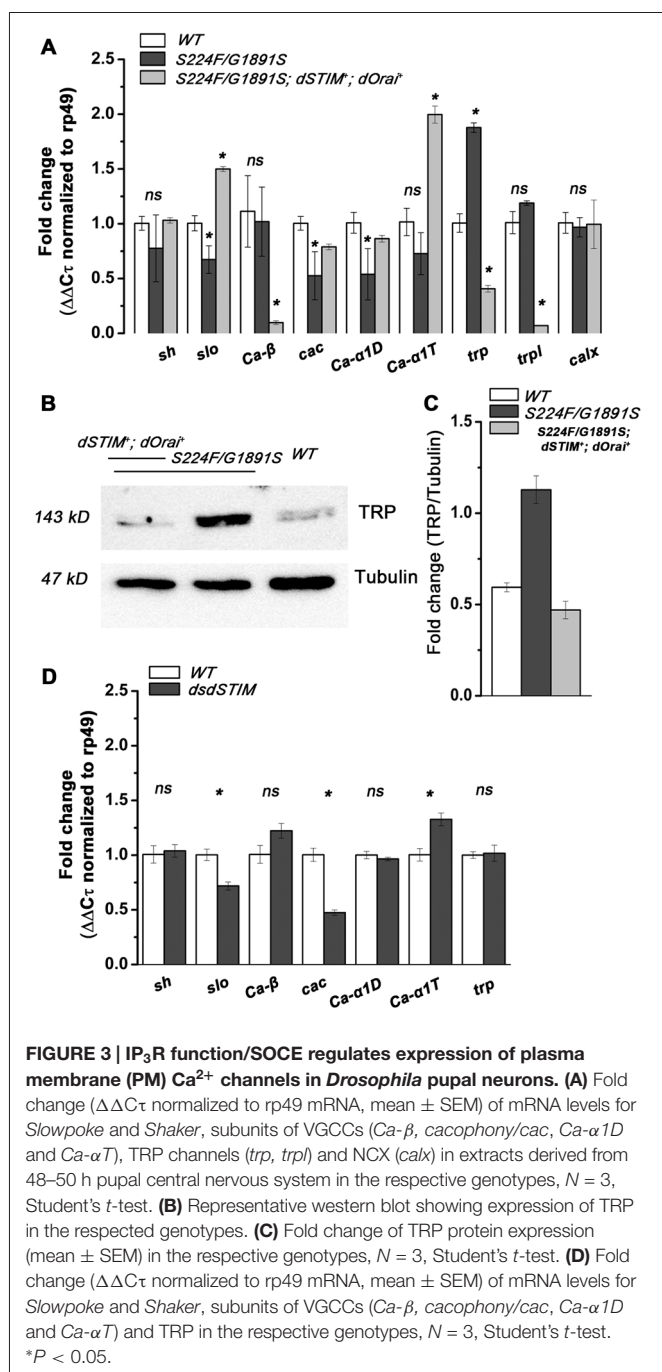 A
WT
S224F/G1891S
S224F/G1891S; dSTIM⁺; dOrai⁺
Fold change
(ΔΔCτ normalized to rp49)
2.5
2.0
1.5
1.0
0.5
0.0
ns * * ns * * * ns * * * ns * ns
sh slo Ca-β cac Ca-α1D Ca-α1T trp trpl calx
B
dSTIM⁺; dOrai⁺
S224F/G1891S WT
143 kD TRP
47 kD Tubulin
C
WT
S224F/G1891S
S224F/G1891S;
dSTIM⁺; dOrai⁺
Fold change (TRP/Tubulin)
1.5
1.0
0.5
0.0
D
WT
dsdSTIM
Fold change
(ΔΔCτ normalized to rp49)
2.5
2.0
1.5
1.0
0.5
0.0
ns * ns * ns * ns
sh slo Ca-β cac Ca-α1D Ca-α1T trp
FIGURE 3 | IP₃R function/SOCE regulates expression of plasma
membrane (PM) Ca²⁺ channels in Drosophila pupal neurons. (A) Fold
change (ΔΔCτ normalized to rp49 mRNA, mean ± SEM) of mRNA levels for
Slowpoke and Shaker, subunits of VGCCs (Ca-β, cacophony/cac, Ca-α1D
and Ca-αT), TRP channels (trp, trpl) and NCX (calx) in extracts derived from
48–50 h pupal central nervous system in the respective genotypes, N = 3,
Student's t-test. (B) Representative western blot showing expression of TRP
in the respected genotypes. (C) Fold change of TRP protein expression
(mean ± SEM) in the respective genotypes, N = 3, Student's t-test. (D) Fold
change (ΔΔCτ normalized to rp49 mRNA, mean ± SEM) of mRNA levels for
Slowpoke and Shaker, subunits of VGCCs (Ca-β, cacophony/cac, Ca-α1D
and Ca-αT) and TRP in the respective genotypes, N = 3, Student's t-test.
*P < 0.05.